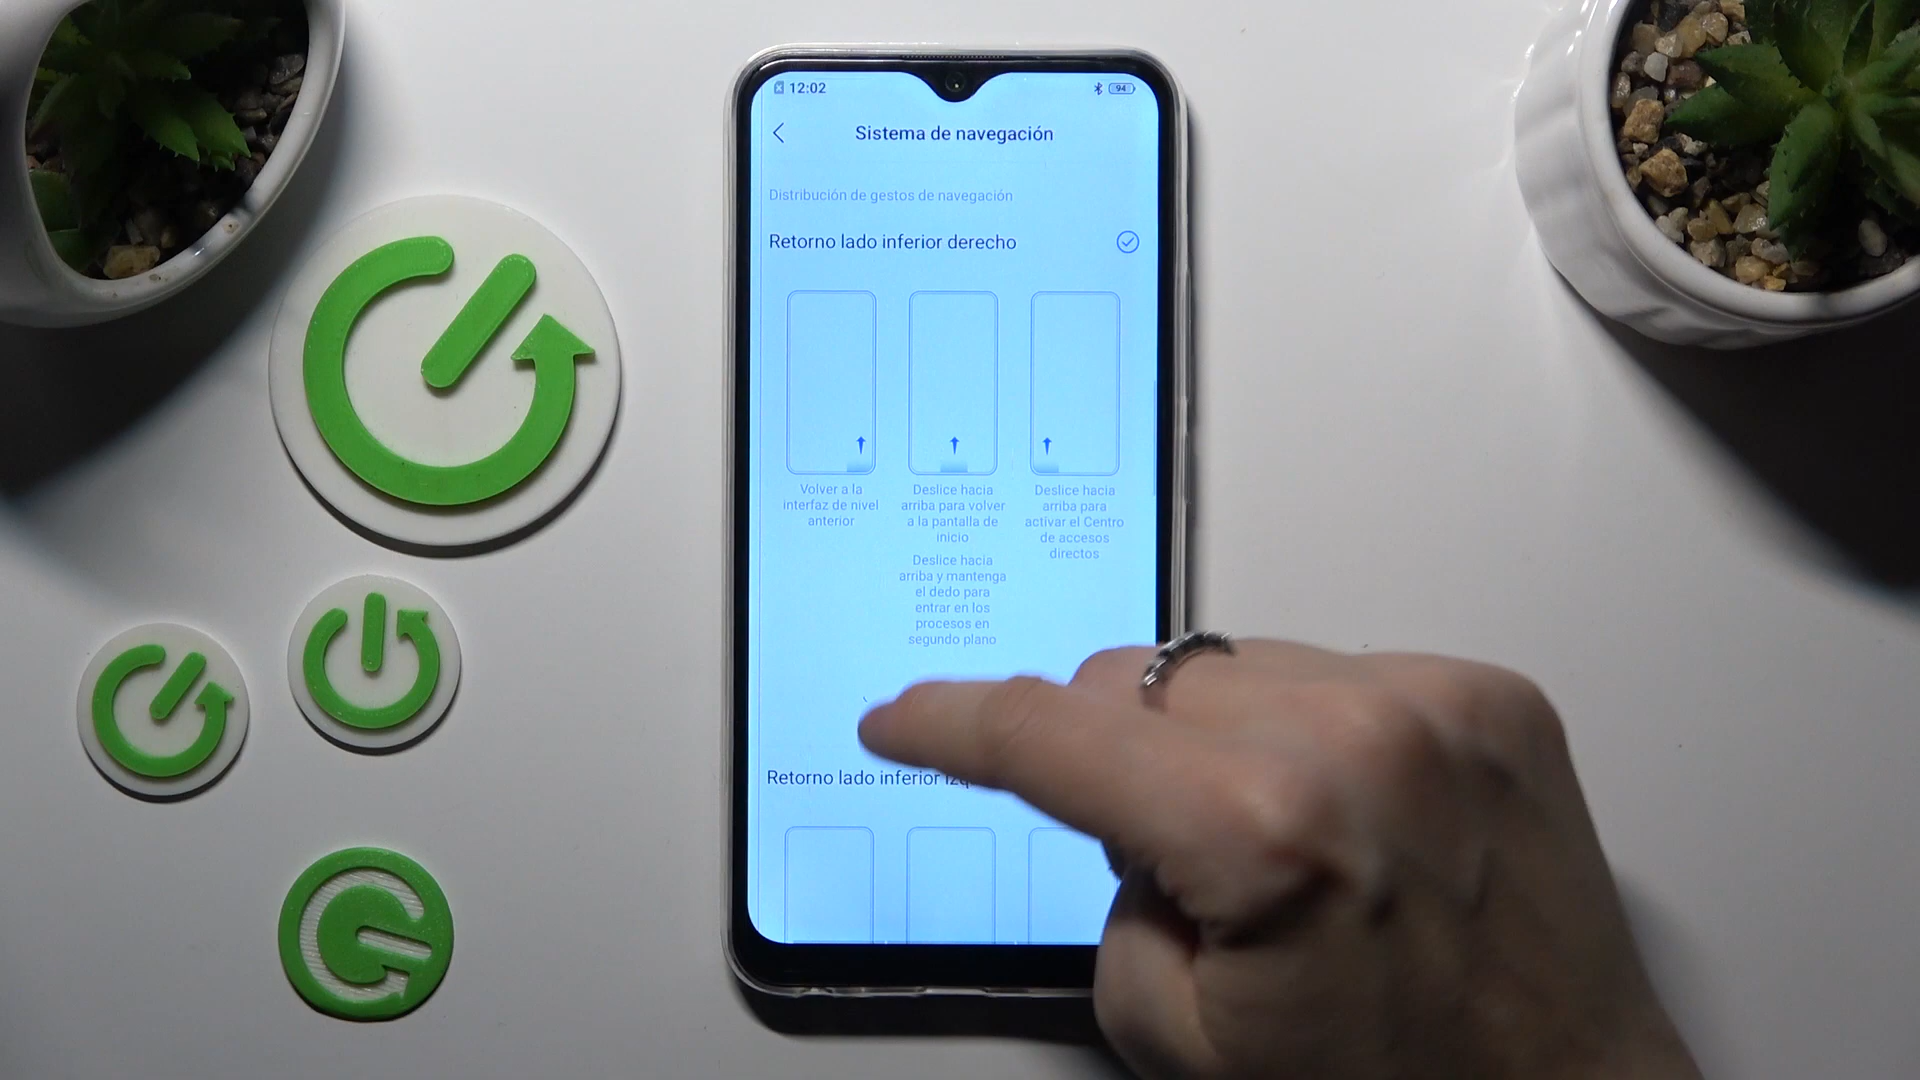 12:02
94
Sistema de navegación
Distribución de gestos de navegación
Retorno lado inferior derecho
Volver a la
interfaz de nivel
anterior
Deslice hacia
arriba para volver
a la pantalla de
inicio
Deslice hacia
arriba y mantenga
el dedo para
entrar en los
procesos en
segundo plano
Deslice hacia
arriba para
activar el Centro
de accesos
directos
Retorno lado inferior